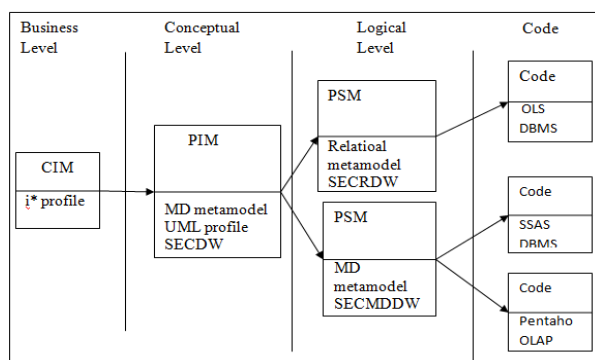 Business
Level
Conceptual
Level
Logical
Level
Code
CIM
i* profile
PIM
MD metamodel
UML profile
SECDW
PSM
Relatioal
metamodel
SECRDW
PSM
MD
metamodel
SECMDDW
Code
OLS
DBMS
Code
SSAS
DBMS
Code
Pentaho
OLAP